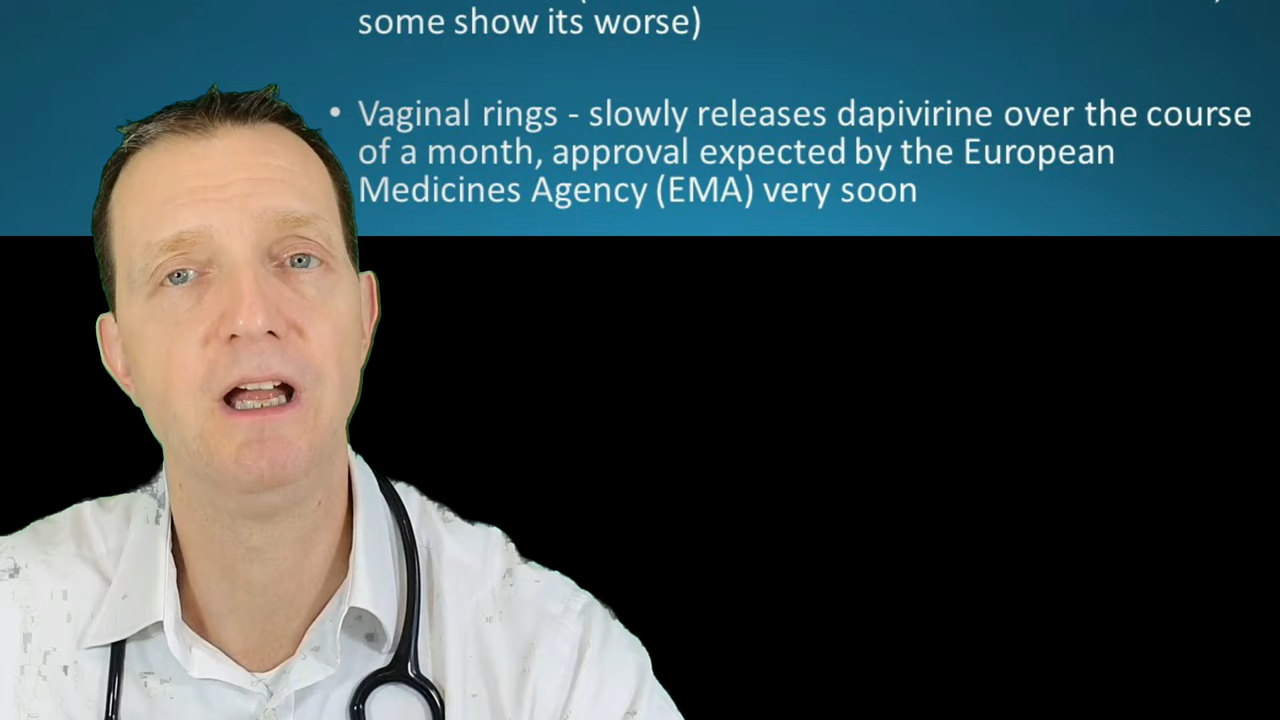 some show its worse)
• Vaginal rings - slowly releases dapivirine over the course
of a month, approval expected by the European
Medicines Agency (EMA) very soon